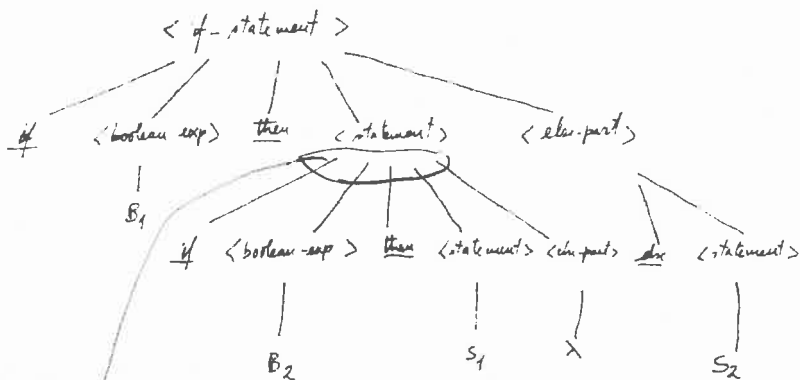 < if-statement >
if <boolean exp> then <statement> <else-part>
B₁
if <boolean-exp> then <statement> <else-part> else <statement>
B₂ S₁ λ S₂